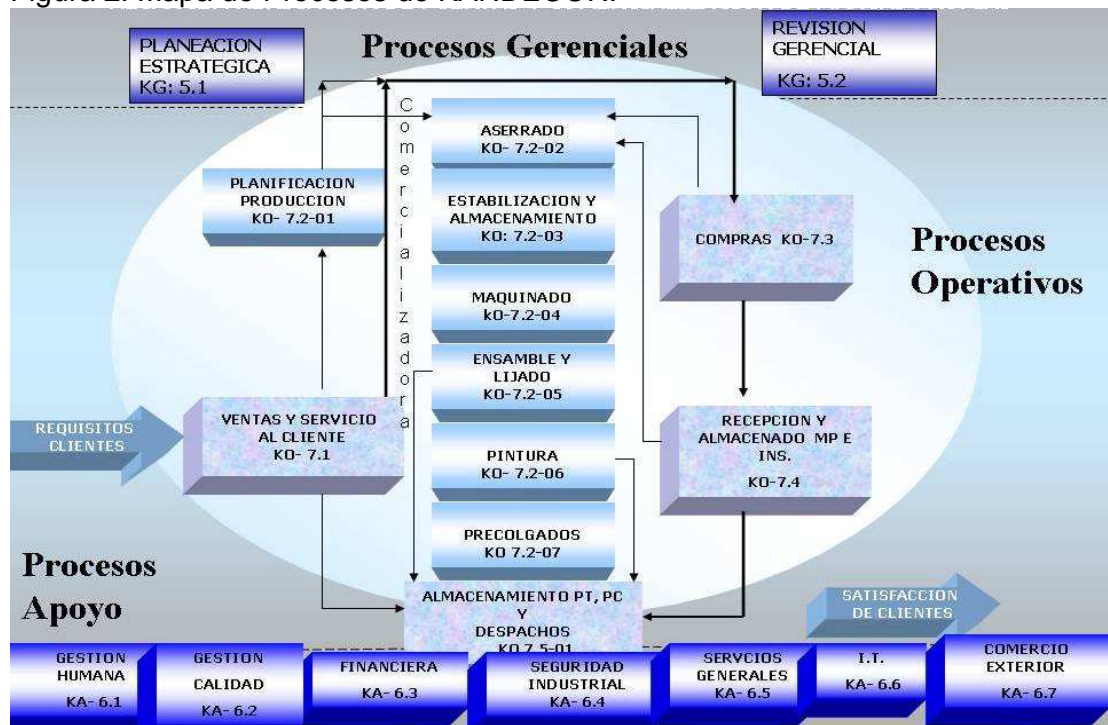 PLANEACION
ESTRATEGICA
KG: 5.1
Procesos Gerenciales
REVISION
GERENCIAL
KG: 5.2
Comercializadora
ASERRADO
KO- 7.2-02
PLANIFICACION
PRODUCCION
KO- 7.2-01
ESTABILIZACION Y
ALMACENAMIENTO
KO: 7.2-03
COMPRAS KO-7.3
Procesos
Operativos
MAQUINADO
kO-7.2-04
ENSAMBLE Y
LIJADO
KO-7.2-05
REQUISITOS
CLIENTES
VENTAS Y SERVICIO
AL CLIENTE
KO- 7.1
RECEPCION Y
ALMACENADO MP E
INS.
KO-7.4
PINTURA
KO- 7.2-06
PRECOLGADOS
KO 7.2-07
Procesos
Apoyo
ALMACENAMIENTO PT, PC
Y
DESPACHOS
KO 7.5-01
SATISFACCION
DE CLIENTES
GESTION
HUMANA
KA- 6.1
GESTION
CALIDAD
KA- 6.2
FINANCIERA
KA- 6.3
SEGURIDAD
INDUSTRIAL
KA- 6.4
SERVCIOS
GENERALES
KA- 6.5
I.T.
KA- 6.6
COMERCIO
EXTERIOR
KA- 6.7